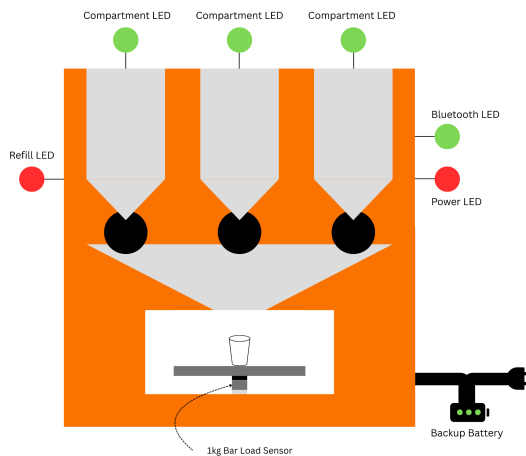 Compartment LED
Compartment LED
Compartment LED
Bluetooth LED
Refill LED
Power LED
Backup Battery
1kg Bar Load Sensor